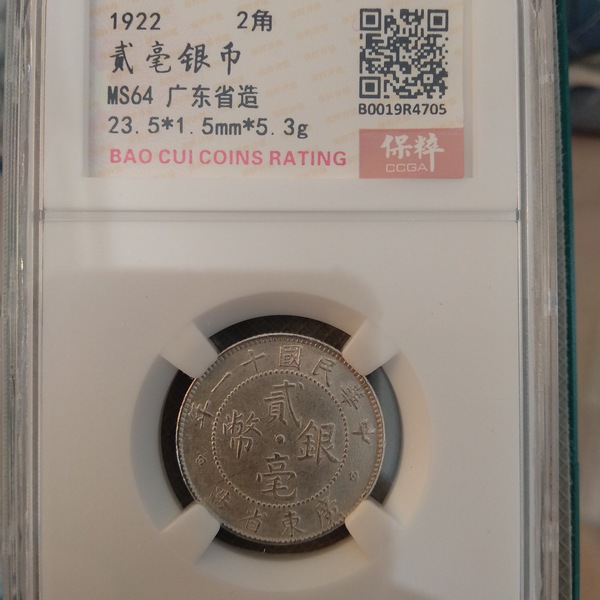 1922 2角
贰毫银币
MS64 广东省造
23.5*1.5mm*5.3g
BAO CUI COINS RATING
B0019R4705
保粹
CCGA
中華民國十一年
貳毫銀幣
廣東省造